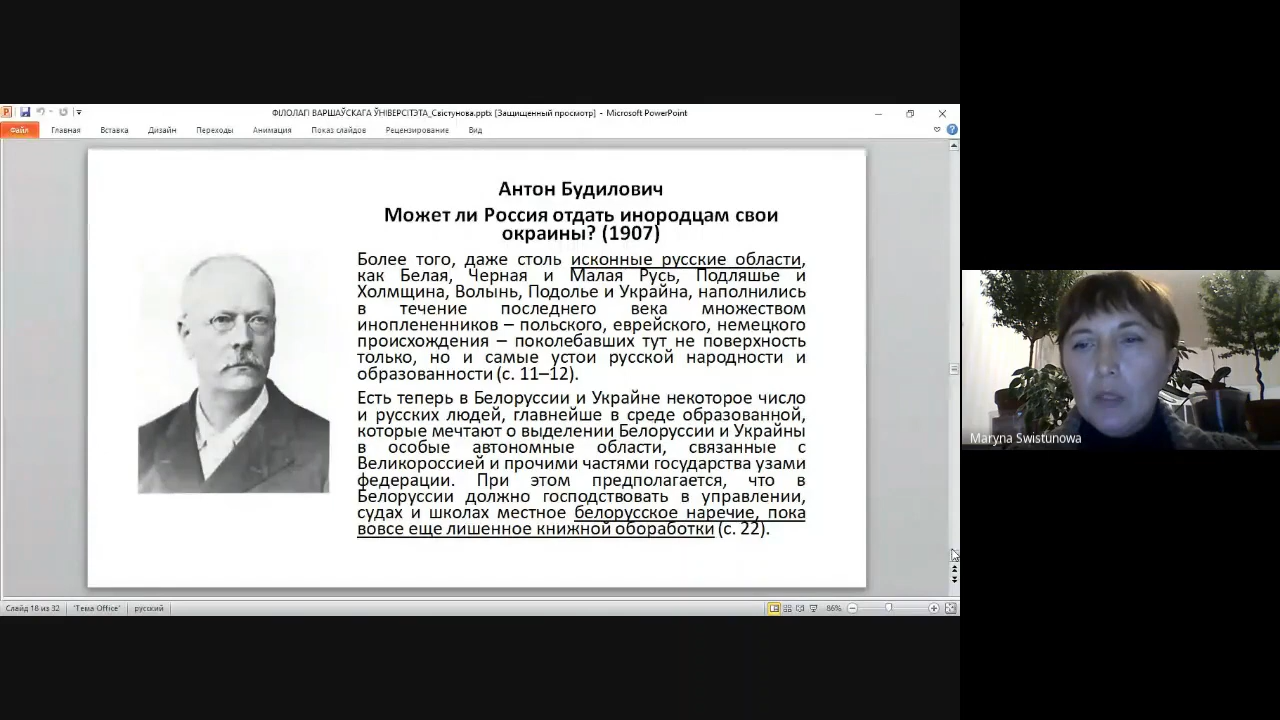 ФІЛОЛАГІ ВАРШАЎСКАГА ЎНІВЕРСІТЭТА_Свістунова.pptx [Защищенный просмотр] - Microsoft PowerPoint
Файл Главная Вставка Дизайн Переходы Анимация Показ слайдов Рецензирование Вид
Антон Будилович
Может ли Россия отдать инородцам свои
окраины? (1907)
Более того, даже столь исконные русские области,
как Белая, Черная и Малая Русь, Подляшье и
Холмщина, Волынь, Подолье и Украйна, наполнились
в течение последнего века множеством
иноплененников – польского, еврейского, немецкого
происхождения – поколебавших тут не поверхность
только, но и самые устои русской народности и
образованности (с. 11–12).
Есть теперь в Белоруссии и Украйне некоторое число
и русских людей, главнейше в среде образованной,
которые мечтают о выделении Белоруссии и Украйны
в особые автономные области, связанные с
Великороссией и прочими частями государства узами
федерации. При этом предполагается, что в
Белоруссии должно господствовать в управлении,
судах и школах местное белорусское наречие, пока
вовсе еще лишенное книжной обоработки (с. 22).
Maryna Swistunowa
Слайд 18 из 32 "Тема Office" русский 86%